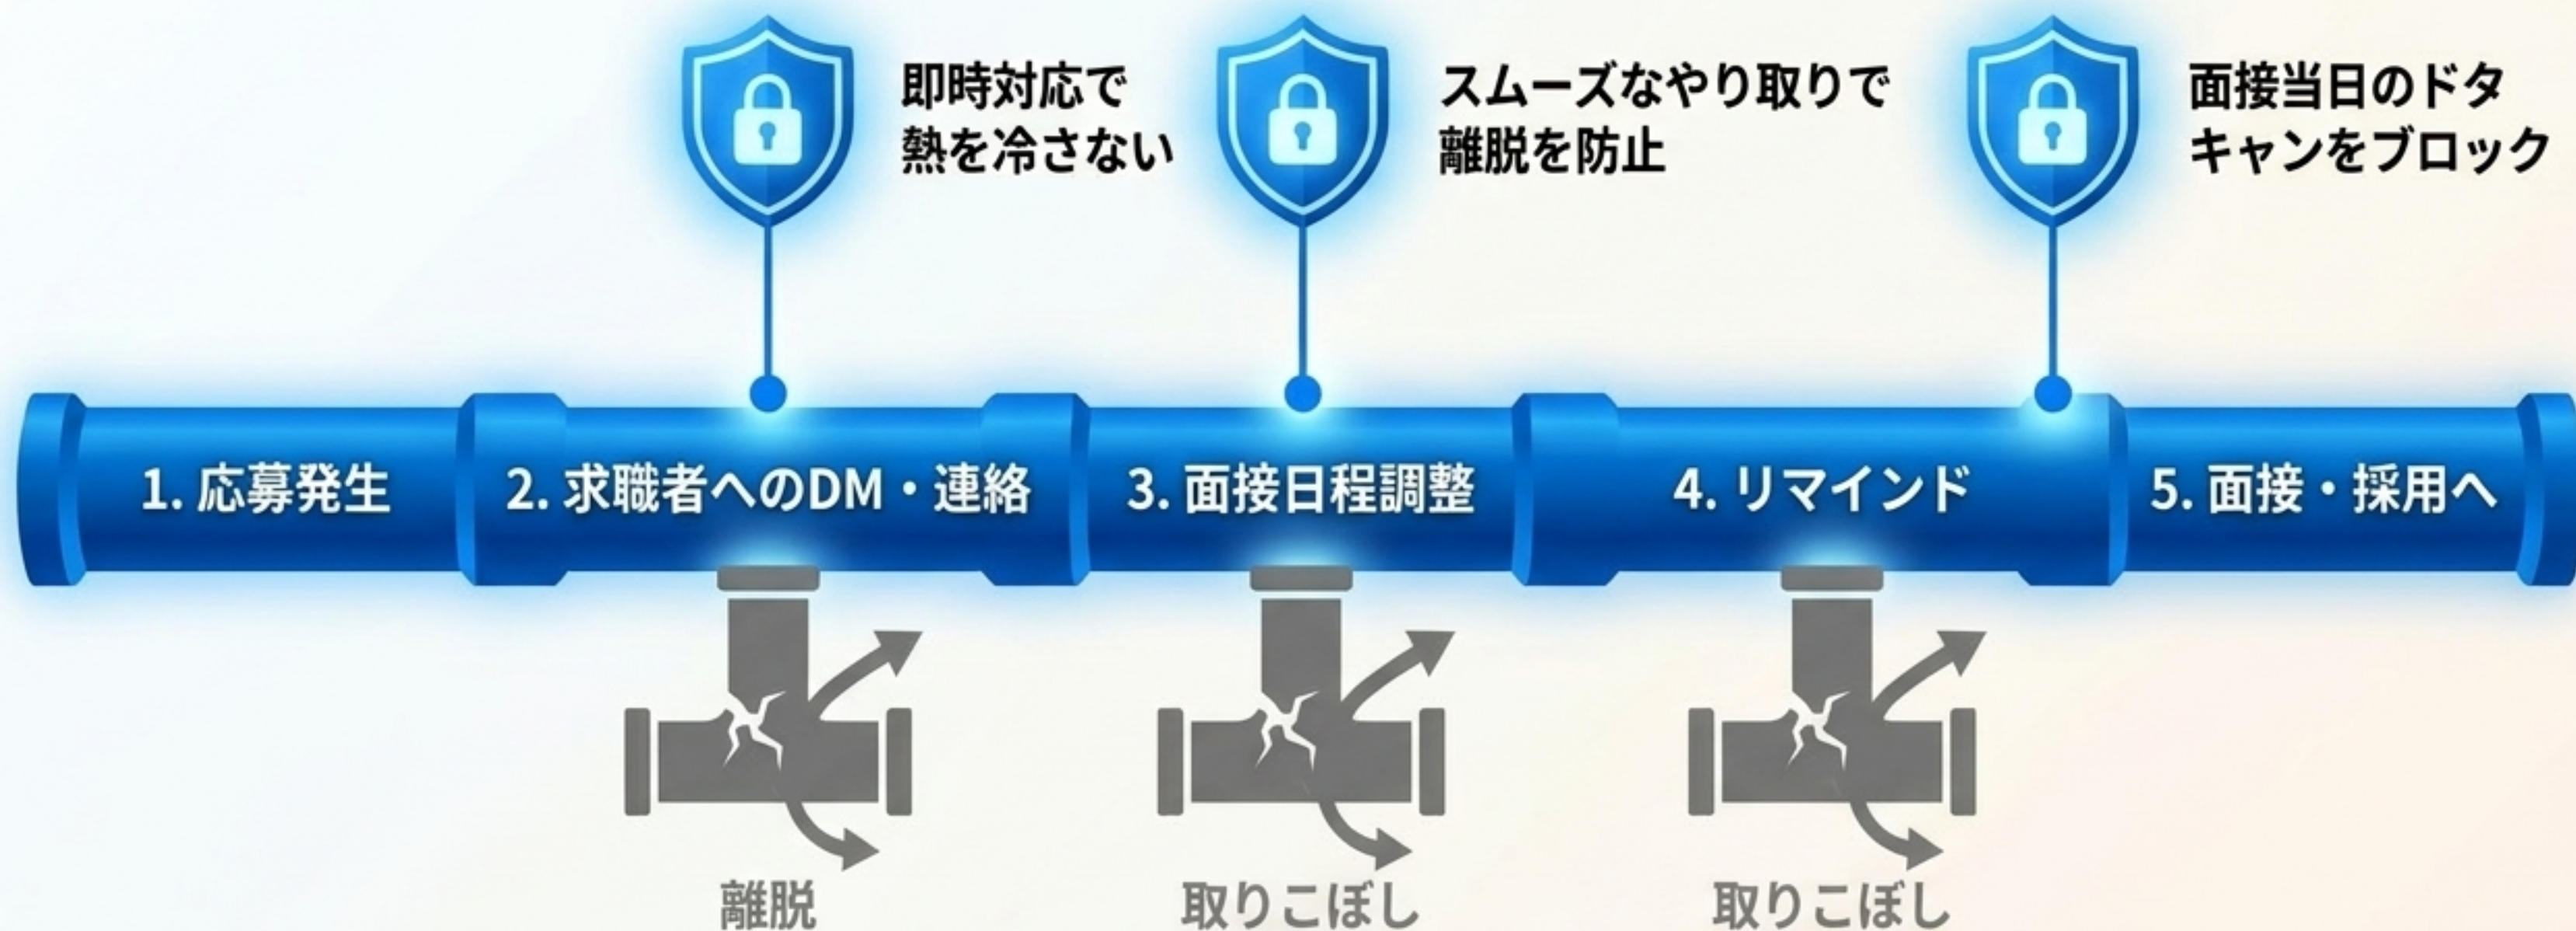 即時対応で
熱を冷さない
スムーズなやり取りで
離脱を防止
面接当日のドタ
キャンをブロック
1. 応募発生
2. 求職者へのDM・連絡
3. 面接日程調整
4. リマインド
5. 面接・採用へ
離脱
取りこぼし
取りこぼし